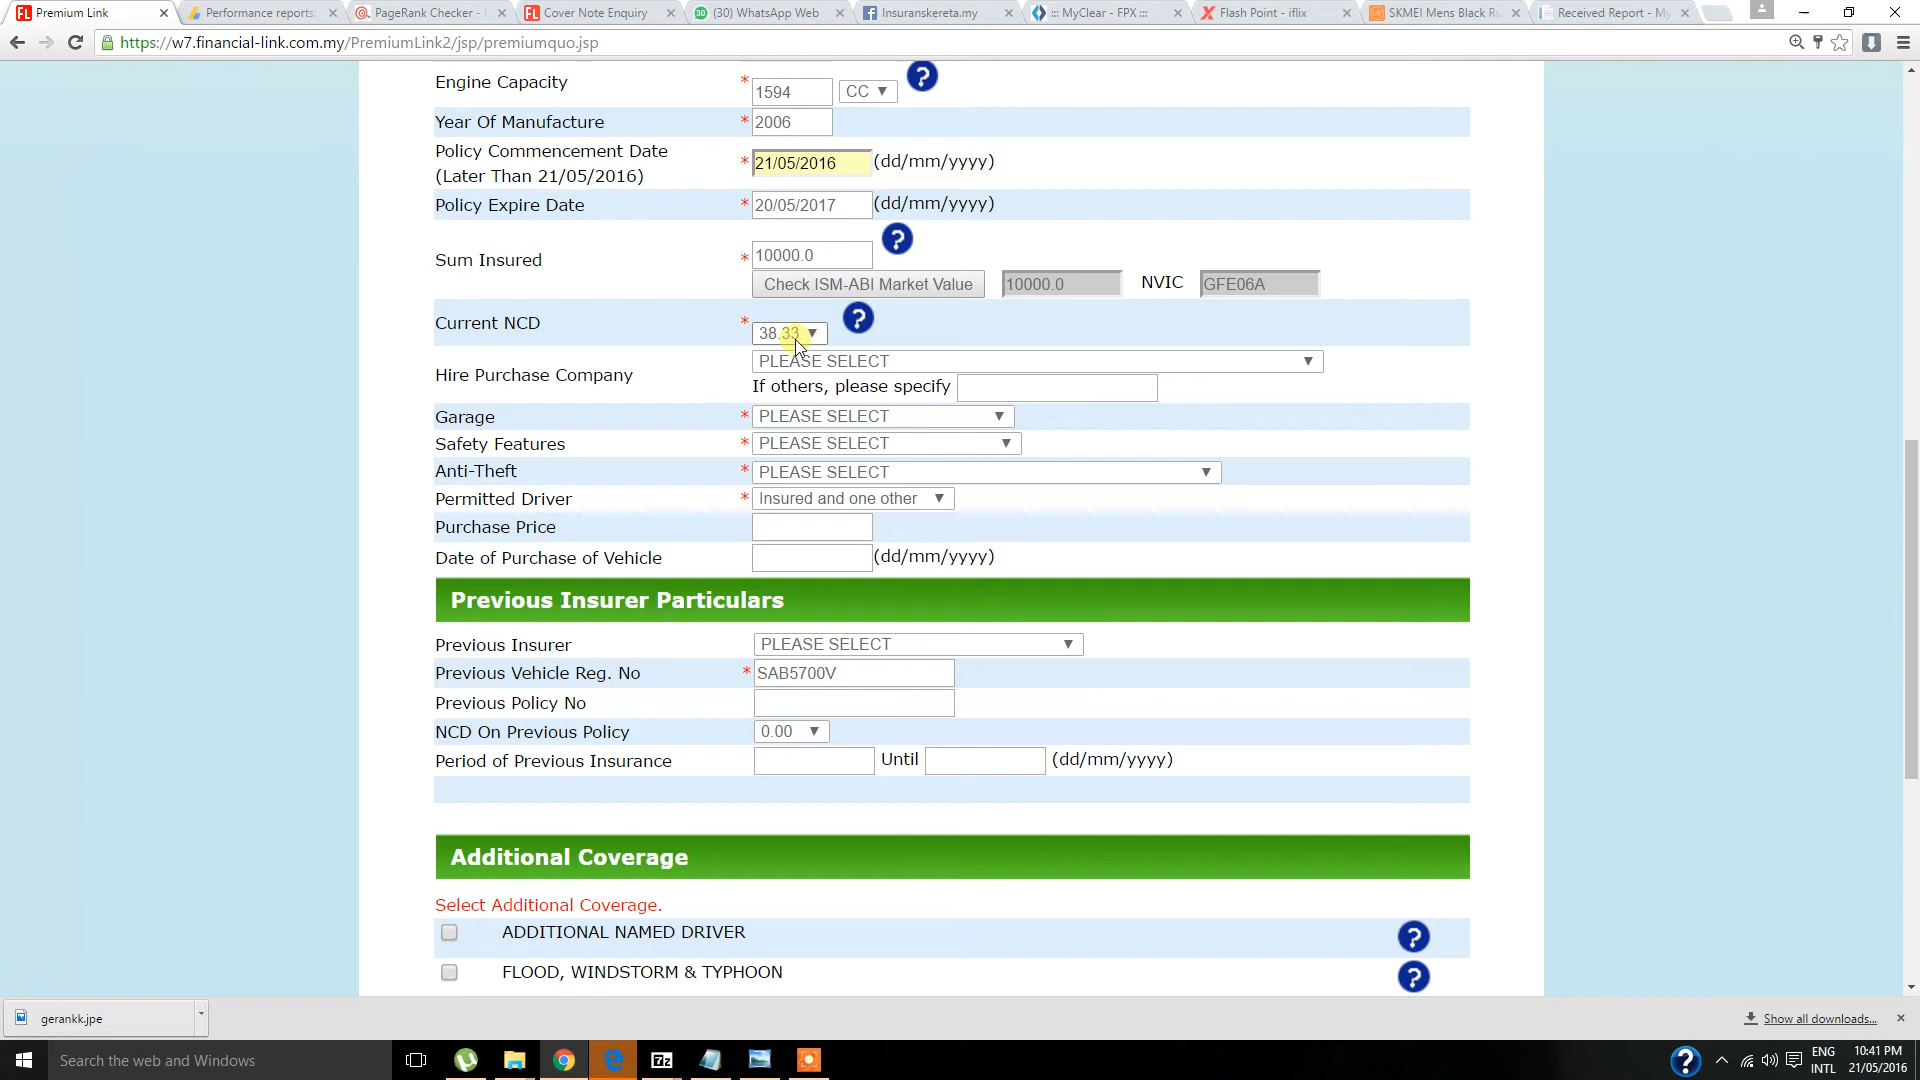 Premium Link
Performance reports:
PageRank Checker -
Cover Note Enquiry
(30) WhatsApp Web
Insuranskereta.my
::: MyClear - FPX :::
Flash Point - iflix
SKMEI Mens Black Ru
Received Report - My
https://w7.financial-link.com.my/PremiumLink2/jsp/premiumquo.jsp
Engine Capacity * 1594 CC
Year Of Manufacture * 2006
Policy Commencement Date
(Later Than 21/05/2016) * 21/05/2016 (dd/mm/yyyy)
Policy Expire Date * 20/05/2017 (dd/mm/yyyy)
Sum Insured * 10000.0
Check ISM-ABI Market Value 10000.0 NVIC GFE06A
Current NCD * 38.33
Hire Purchase Company PLEASE SELECT
If others, please specify
Garage * PLEASE SELECT
Safety Features * PLEASE SELECT
Anti-Theft * PLEASE SELECT
Permitted Driver * Insured and one other
Purchase Price
Date of Purchase of Vehicle (dd/mm/yyyy)
Previous Insurer Particulars
Previous Insurer PLEASE SELECT
Previous Vehicle Reg. No * SAB5700V
Previous Policy No
NCD On Previous Policy 0.00
Period of Previous Insurance Until (dd/mm/yyyy)
Additional Coverage
Select Additional Coverage.
ADDITIONAL NAMED DRIVER
FLOOD, WINDSTORM & TYPHOON
gerankk.jpe
Show all downloads...
Search the web and Windows
ENG
INTL
10:41 PM
21/05/2016